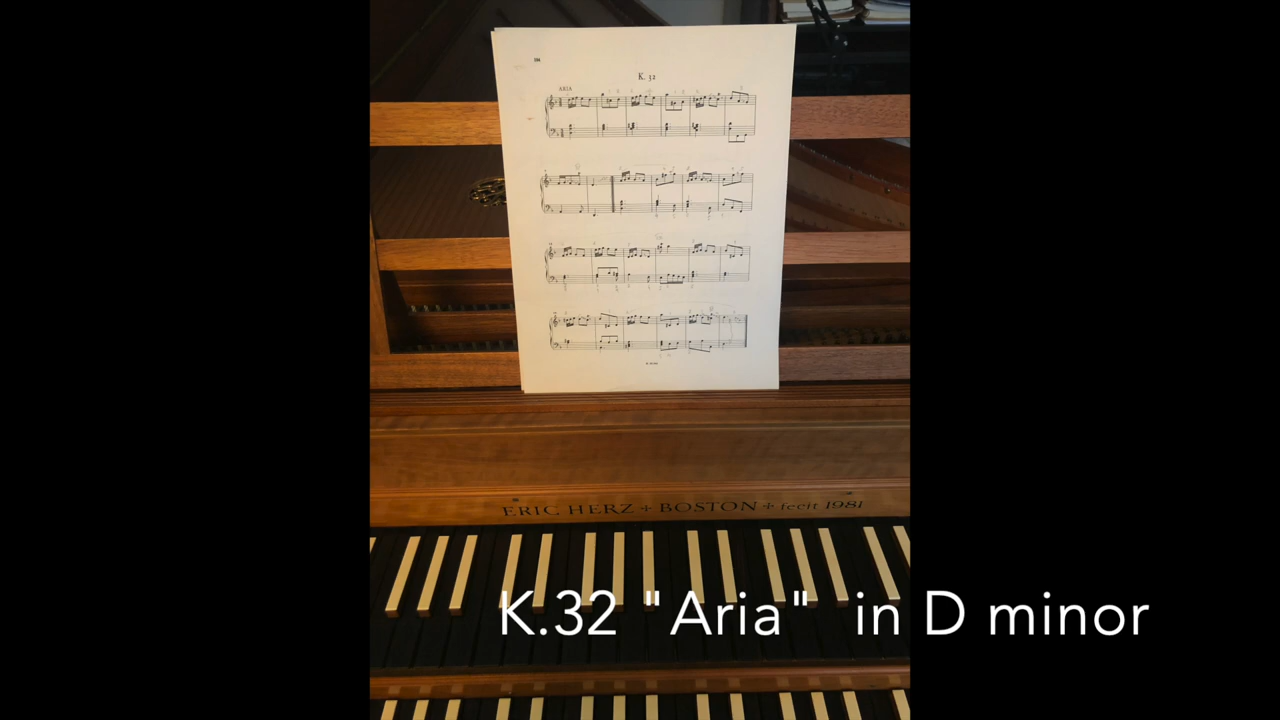 K. 32
ARIA
ERIC HERZ + BOSTON + fecit 1981
K.32 "Aria" in D minor